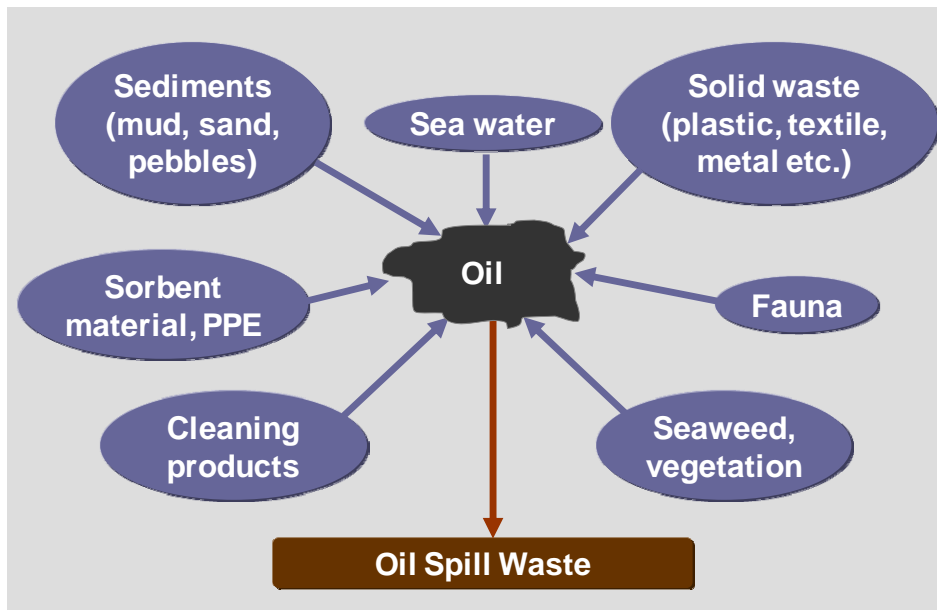 Sediments
(mud, sand,
pebbles)
Sea water
Solid waste
(plastic, textile,
metal etc.)
Oil
Sorbent
material, PPE
Fauna
Cleaning
products
Seaweed,
vegetation
Oil Spill Waste